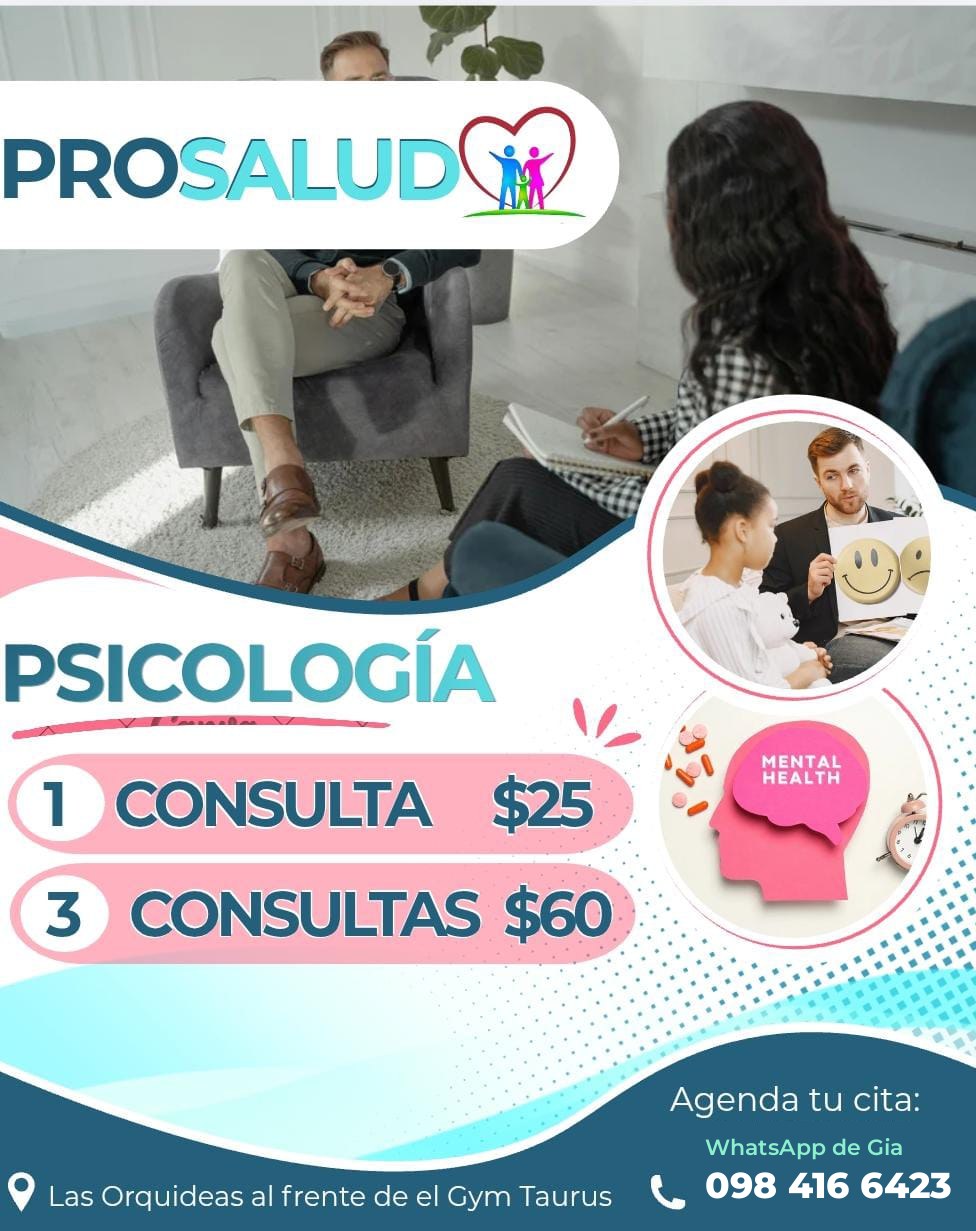 PROSALUD
PSICOLOGÍA
1 CONSULTA $25
3 CONSULTAS $60
MENTAL
HEALTH
Agenda tu cita:
WhatsApp de Gia
098 416 6423
Las Orquideas al frente de el Gym Taurus